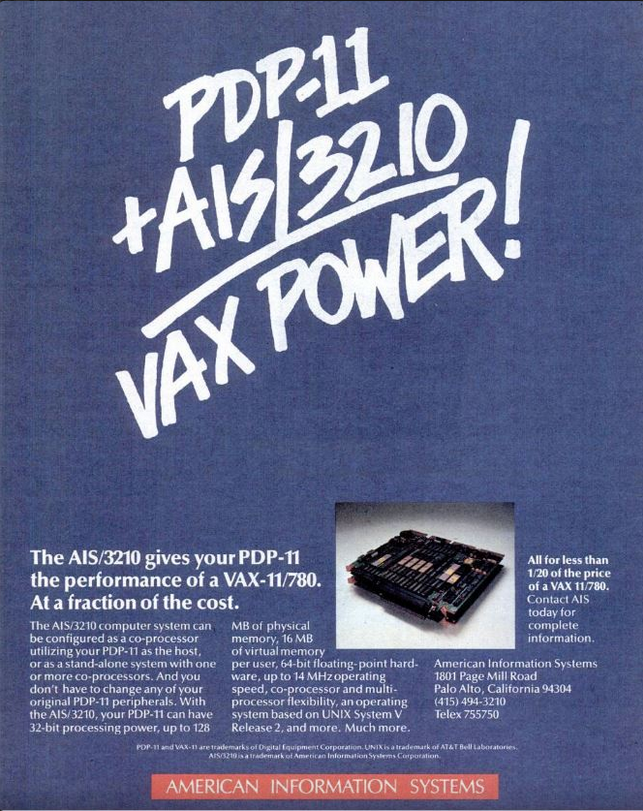 PDP-11
+AIS/3210
VAX POWER!
The AIS/3210 gives your PDP-11
the performance of a VAX-11/780.
At a fraction of the cost.
The AIS/3210 computer system can
be configured as a co-processor
utilizing your PDP-11 as the host,
or as a stand-alone system with one
or more co-processors. And you
don't have to change any of your
original PDP-11 peripherals. With
the AIS/3210, your PDP-11 can have
32-bit processing power, up to 128
MB of physical
memory, 16 MB
of virtual memory
per user, 64-bit floating-point hard-
ware, up to 14 MHz operating
speed, co-processor and multi-
processor flexibility, an operating
system based on UNIX System V
Release 2, and more. Much more.
All for less than
1/20 of the price
of a VAX 11/780.
Contact AIS
today for
complete
information.
American Information Systems
1801 Page Mill Road
Palo Alto, California 94304
(415) 494-3210
Telex 755750
PDP-11 and VAX-11 are trademarks of Digital Equipment Corporation. UNIX is a trademark of AT&T Bell Laboratories.
AIS/3210 is a trademark of American Information Systems Corporation.
AMERICAN INFORMATION SYSTEMS